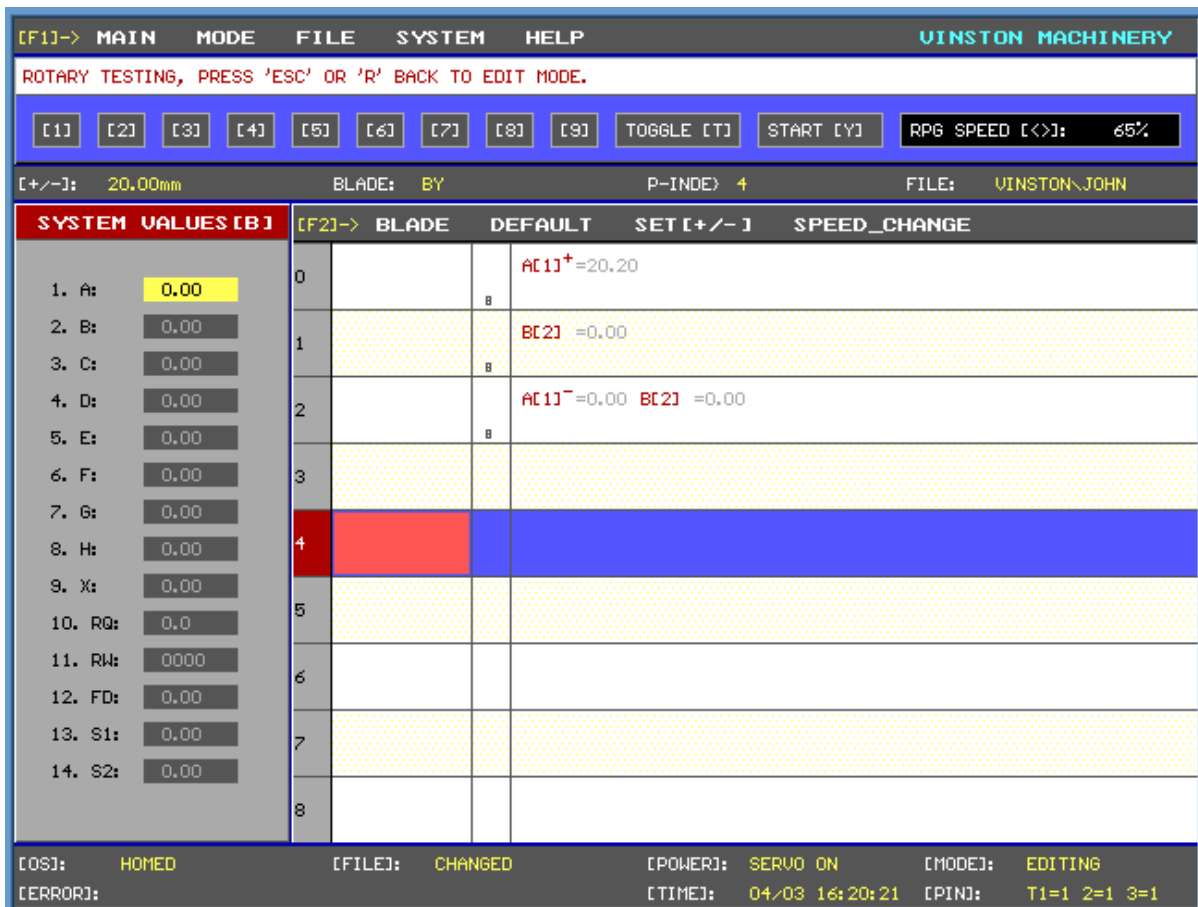 [F1]-> MAIN MODE FILE SYSTEM HELP VINSTON MACHINERY
ROTARY TESTING, PRESS 'ESC' OR 'R' BACK TO EDIT MODE.
[1] [2] [3] [4] [5] [6] [7] [8] [9] TOGGLE [T] START [Y] RPG SPEED [<>]: 65%
[+/-]: 20.00mm BLADE: BY P-INDE> 4 FILE: VINSTON\JOHN
SYSTEM VALUES[B] [F2]-> BLADE DEFAULT SET[+/-] SPEED_CHANGE
1. A: 0.00
2. B: 0.00
3. C: 0.00
4. D: 0.00
5. E: 0.00
6. F: 0.00
7. G: 0.00
8. H: 0.00
9. X: 0.00
10. RQ: 0.0
11. RW: 0000
12. FD: 0.00
13. S1: 0.00
14. S2: 0.00
0 A[1]+=20.20
1 B[2] =0.00
2 A[1]-=0.00 B[2] =0.00
3
4
5
6
7
8
[OS]: HOMED [FILE]: CHANGED [POWER]: SERVO ON [MODE]: EDITING
[ERROR]: [TIME]: 04/03 16:20:21 [PIN]: T1=1 2=1 3=1